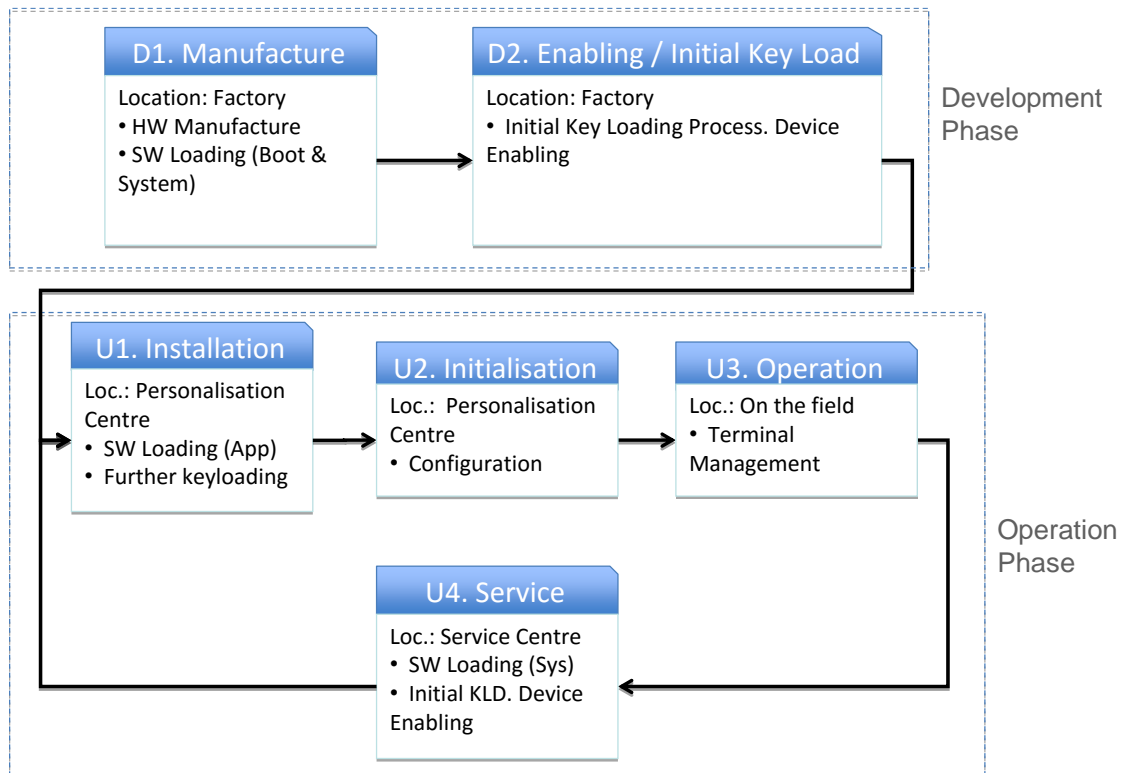 D1. Manufacture
Location: Factory
• HW Manufacture
• SW Loading (Boot &
System)
D2. Enabling / Initial Key Load
Location: Factory
• Initial Key Loading Process. Device
Enabling
Development
Phase
U1. Installation
Loc.: Personalisation
Centre
• SW Loading (App)
• Further keyloading
U2. Initialisation
Loc.: Personalisation
Centre
• Configuration
U3. Operation
Loc.: On the field
• Terminal
Management
Operation
Phase
U4. Service
Loc.: Service Centre
• SW Loading (Sys)
• Initial KLD. Device
Enabling